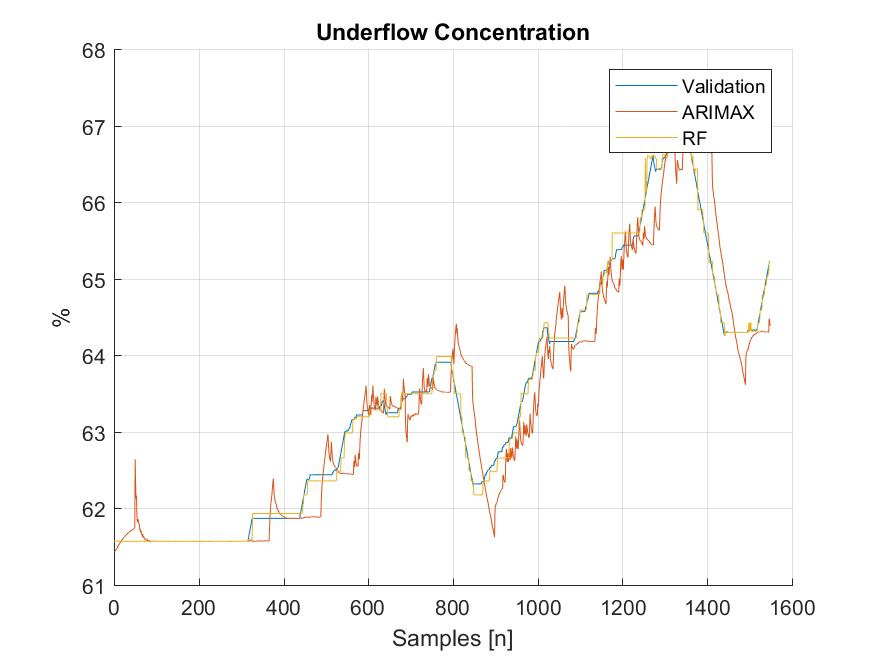 Underflow Concentration
68
67
66
65
64
63
62
61
%
Validation
ARIMAX
RF
0 200 400 600 800 1000 1200 1400 1600
Samples [n]